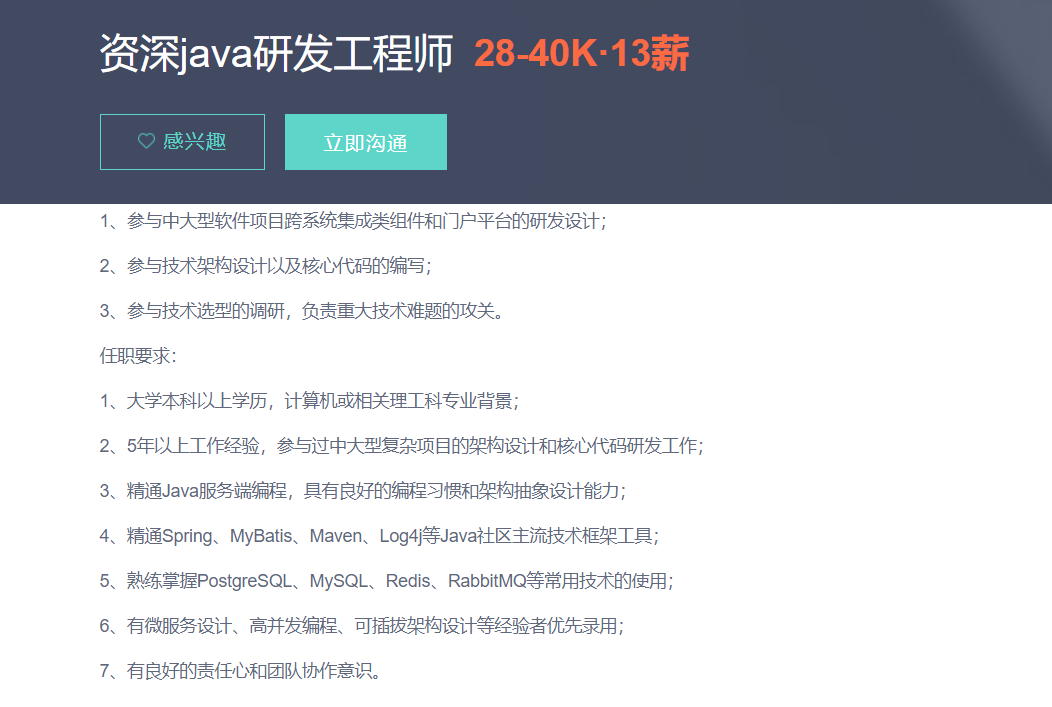 资深java研发工程师 28-40K·13薪
感兴趣 立即沟通
1、参与中大型软件项目跨系统集成类组件和门户平台的研发设计；
2、参与技术架构设计以及核心代码的编写；
3、参与技术选型的调研，负责重大技术难题的攻关。
任职要求：
1、大学本科以上学历，计算机或相关理工科专业背景；
2、5年以上工作经验，参与过中大型复杂项目的架构设计和核心代码研发工作；
3、精通Java服务端编程，具有良好的编程习惯和架构抽象设计能力；
4、精通Spring、MyBatis、Maven、Log4j等Java社区主流技术框架工具；
5、熟练掌握PostgreSQL、MySQL、Redis、RabbitMQ等常用技术的使用；
6、有微服务设计、高并发编程、可插拔架构设计等经验者优先录用；
7、有良好的责任心和团队协作意识。